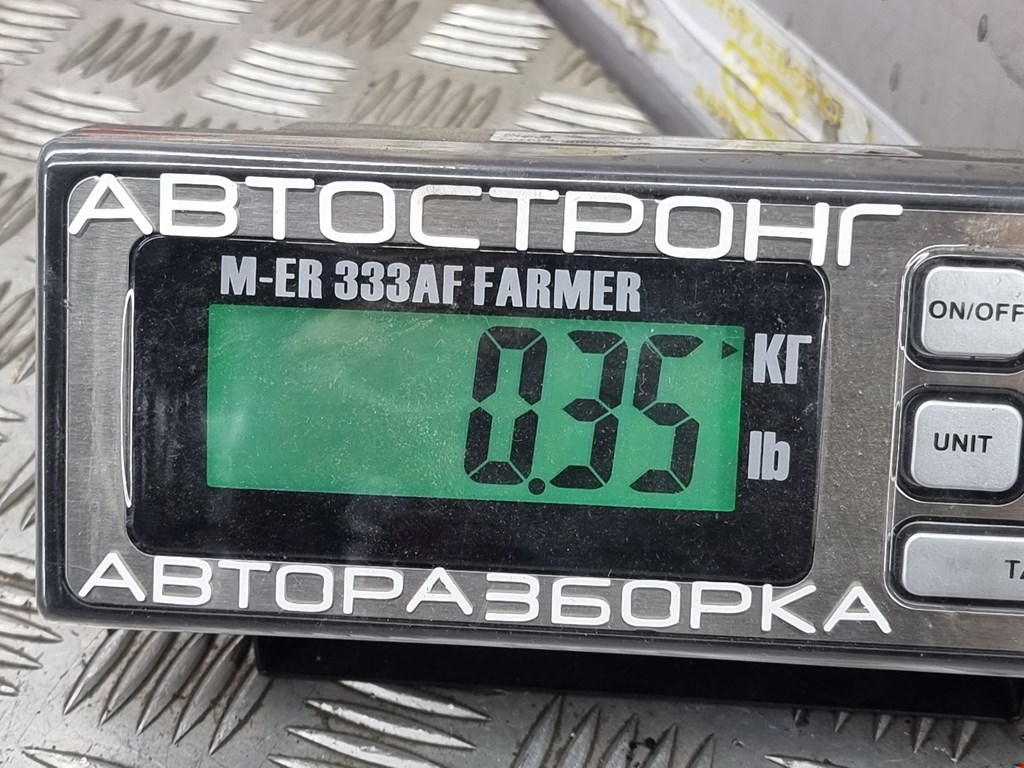 АВТОСТРОНГ
M-ER 333AF FARMER
0.35
КГ
lb
ON/OFF
UNIT
АВТОРАЗБОРКА